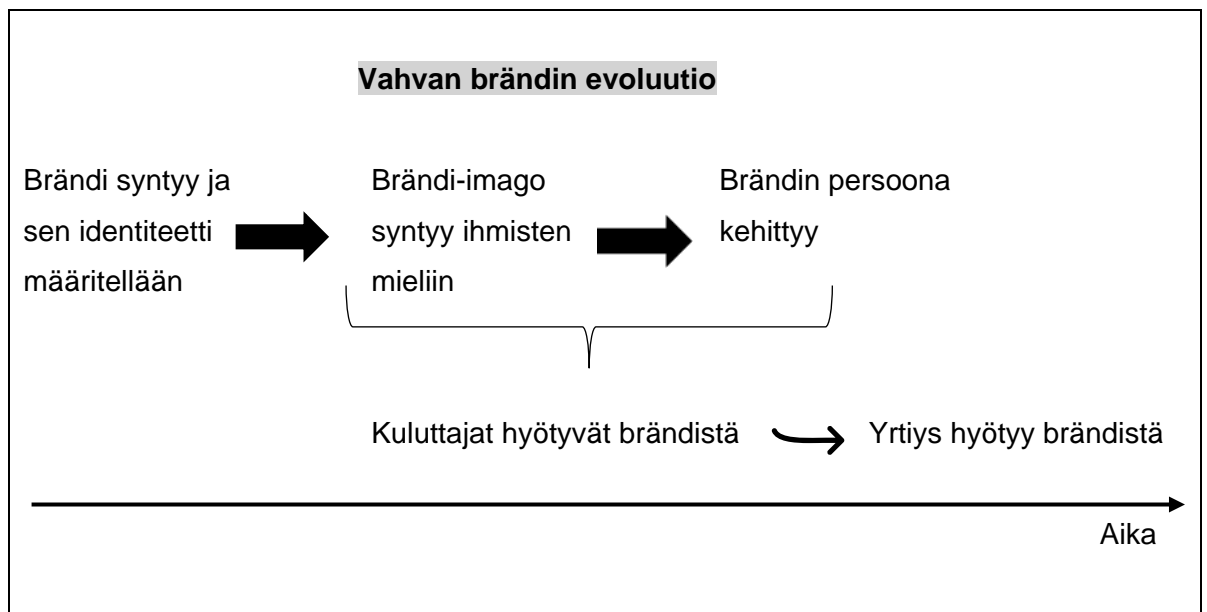 Vahvan brändin evoluutio
Brändi syntyy ja
sen identiteetti
määritellään
Brändi-imago
syntyy ihmisten
mieliin
Brändin persoona
kehittyy
Kuluttajat hyötyvät brändistä
Yrtiys hyötyy brändistä
Aika